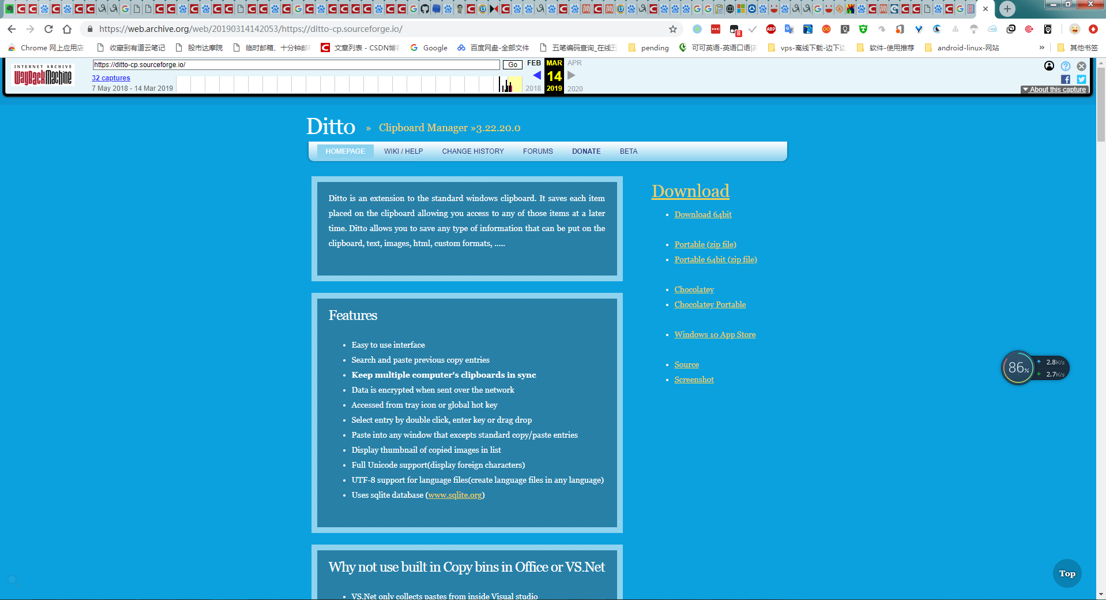 https://web.archive.org/web/20190314142053/https://ditto-cp.sourceforge.io/
Chrome 网上应用店
收藏到有道云笔记
股市达摩院
临时邮箱、十分钟邮
文章列表 - CSDN博
Google
百度网盘-全部文件
五笔编码查询_在线五
pending
可可英语-英语口语
vps-离线下载-边下边
软件-使用推荐
android-linux-网站
»
其他书签
INTERNET ARCHIVE
WayBackMachine
https://ditto-cp.sourceforge.io/
Go
FEB MAR APR
32 captures
14
7 May 2018 - 14 Mar 2019
2018 2019 2020
About this capture
Ditto » Clipboard Manager »3.22.20.0
HOMEPAGE WIKI / HELP CHANGE HISTORY FORUMS DONATE BETA
Ditto is an extension to the standard windows clipboard. It saves each item
placed on the clipboard allowing you access to any of those items at a later
time. Ditto allows you to save any type of information that can be put on the
clipboard, text, images, html, custom formats, .....
Features
Easy to use interface
Search and paste previous copy entries
Keep multiple computer's clipboards in sync
Data is encrypted when sent over the network
Accessed from tray icon or global hot key
Select entry by double click, enter key or drag drop
Paste into any window that excepts standard copy/paste entries
Display thumbnail of copied images in list
Full Unicode support(display foreign characters)
UTF-8 support for language files(create language files in any language)
Uses sqlite database (www.sqlite.org)
Why not use built in Copy bins in Office or VS.Net
VS.Net only collects pastes from inside Visual studio
Download
Download 64bit
Portable (zip file)
Portable 64bit (zip file)
Chocolatey
Chocolatey Portable
Windows 10 App Store
Source
Screenshot
86%
2.8K/s
2.7K/s
Top